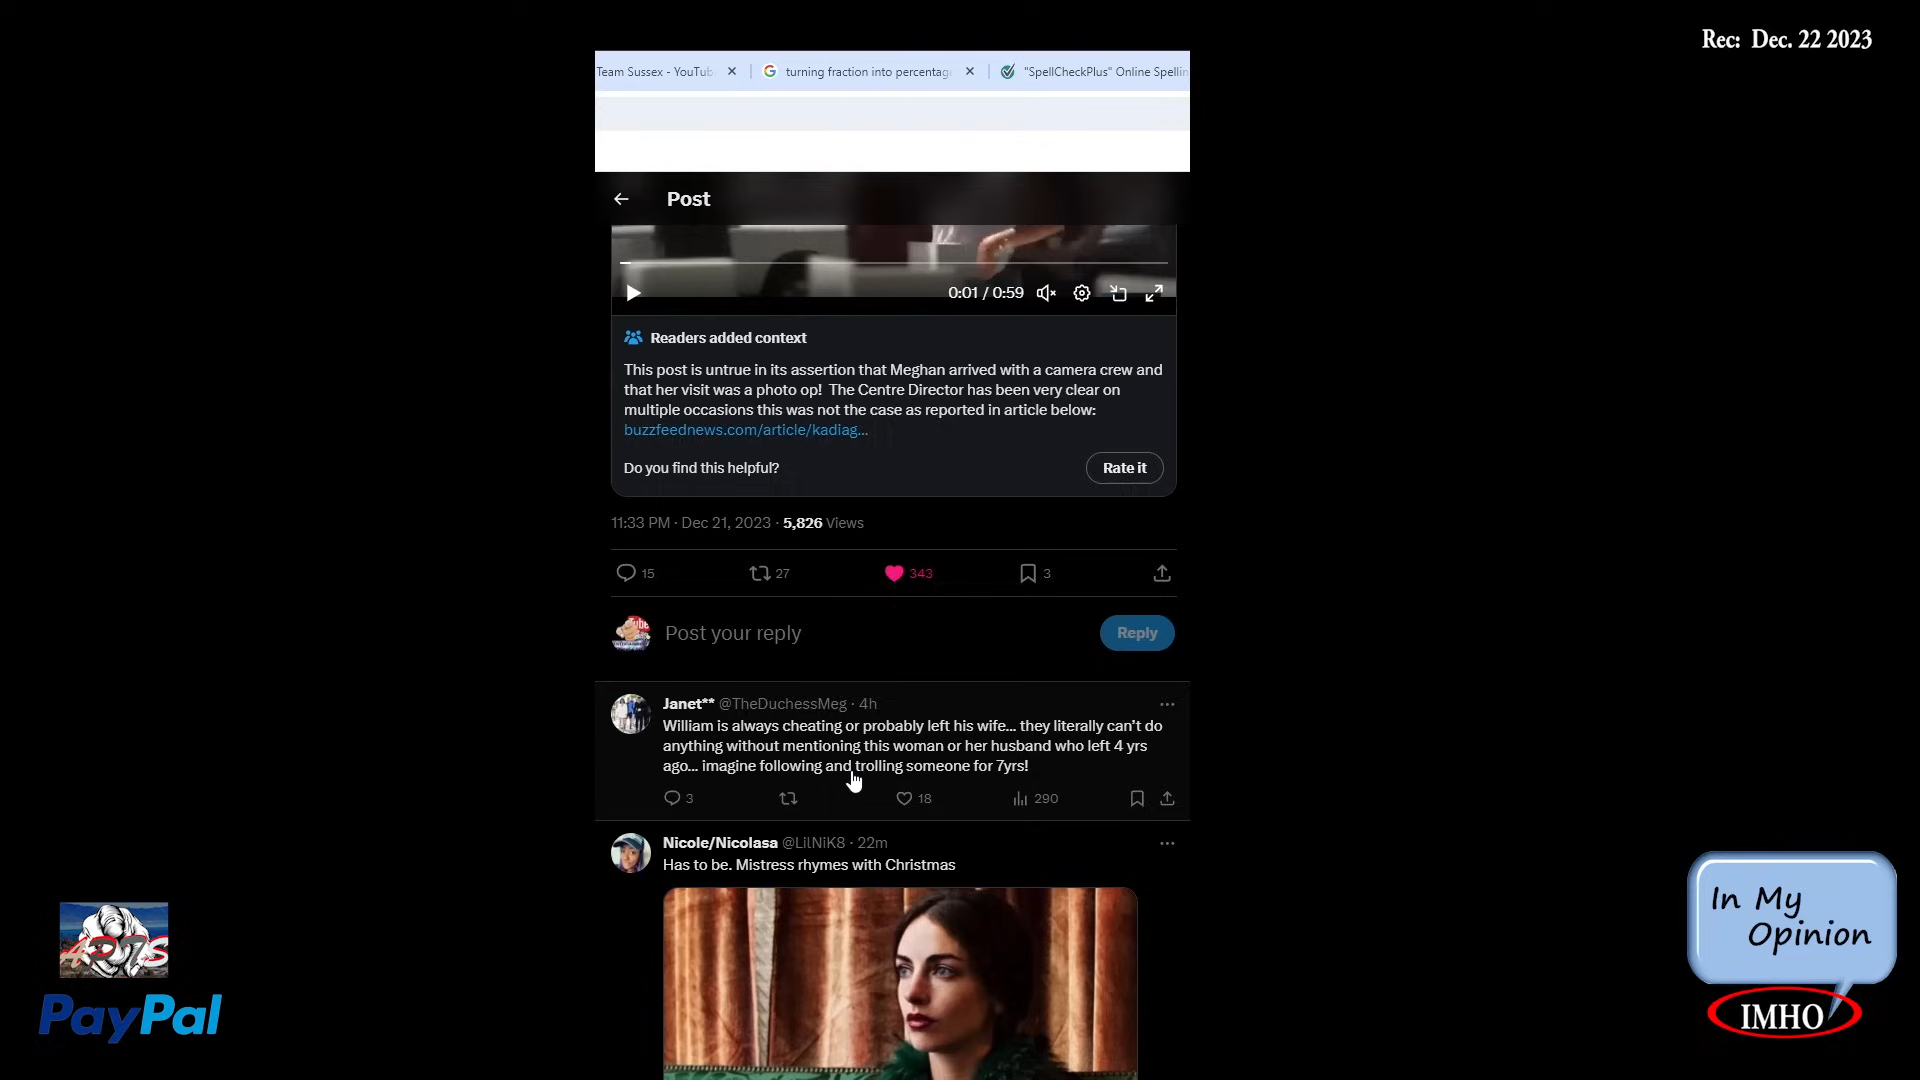 Rec: Dec. 22 2023
Team Sussex - YouTub
turning fraction into percentag
"SpellCheckPlus" Online Spellin
Post
0:01 / 0:59
Readers added context
This post is untrue in its assertion that Meghan arrived with a camera crew and
that her visit was a photo op! The Centre Director has been very clear on
multiple occasions this was not the case as reported in article below:
buzzfeednews.com/article/kadiag...
Do you find this helpful?
Rate it
11:33 PM · Dec 21, 2023 · 5,826 Views
15 27 343 3
Post your reply
Reply
Janet** @TheDuchessMeg · 4h
William is always cheating or probably left his wife... they literally can't do
anything without mentioning this woman or her husband who left 4 yrs
ago... imagine following and trolling someone for 7yrs!
3 18 290
Nicole/Nicolasa @LilNiK8 · 22m
Has to be. Mistress rhymes with Christmas
PayPal
In My
Opinion
IMHO